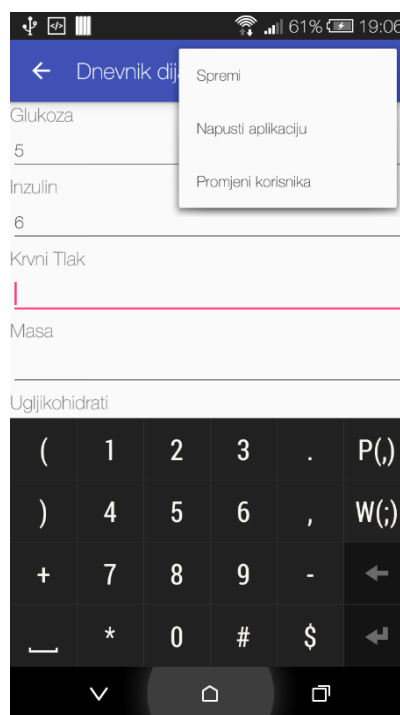 61% 19:06
Dnevnik dij
Spremi
Napusti aplikaciju
Promjeni korisnika
Glukoza
5
Inzulin
6
Krvni Tlak
Masa
Ugljikohidrati
( 1 2 3 . P(,)
) 4 5 6 , W(;)
+ 7 8 9 -
* 0 # $